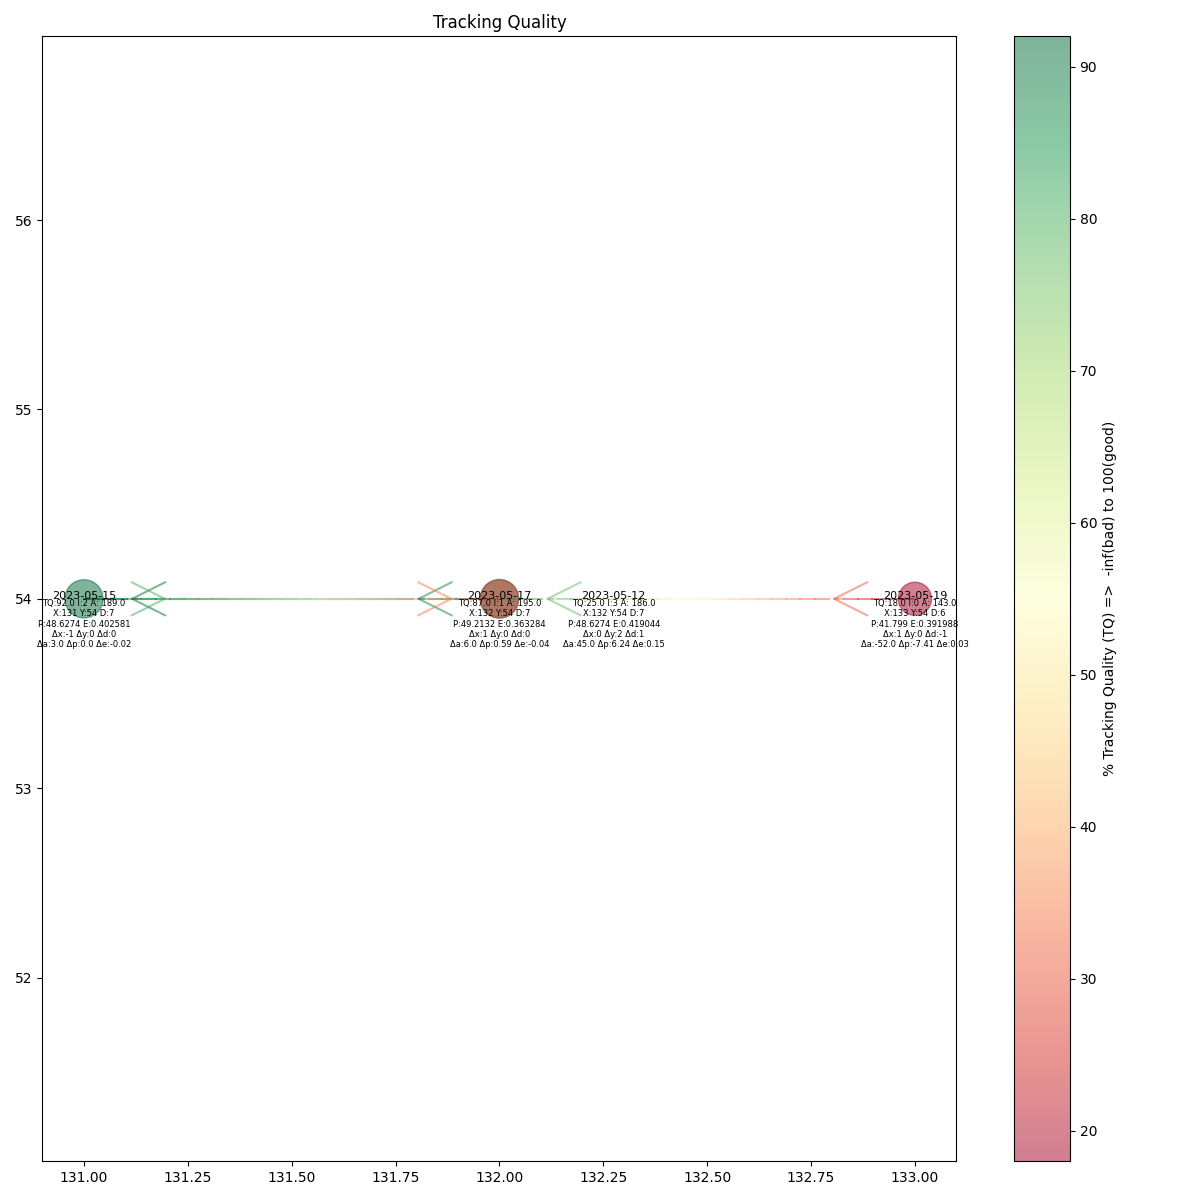 Tracking Quality
56
55
54
53
52
2023-05-15
TQ:92.0 I:2 A: 189.0
X:131 Y:54 D:7
P:48.6274 E:0.402581
Δx:-1 Δy:0 Δd:0
Δa:3.0 Δp:0.0 Δe:-0.02
2023-05-17
TQ:87.0 I:1 A: 195.0
X:132 Y:54 D:7
P:49.2132 E:0.363284
Δx:1 Δy:0 Δd:0
Δa:6.0 Δp:0.59 Δe:-0.04
2023-05-12
TQ:25.0 I:3 A: 186.0
X:132 Y:54 D:7
P:48.6274 E:0.419044
Δx:0 Δy:2 Δd:1
Δa:45.0 Δp:6.24 Δe:0.15
2023-05-19
TQ:18.0 I:0 A: 143.0
X:133 Y:54 D:6
P:41.799 E:0.391988
Δx:1 Δy:0 Δd:-1
Δa:-52.0 Δp:-7.41 Δe:0.03
131.00 131.25 131.50 131.75 132.00 132.25 132.50 132.75 133.00
90
80
70
60
50
40
30
20
% Tracking Quality (TQ) => -inf(bad) to 100(good)